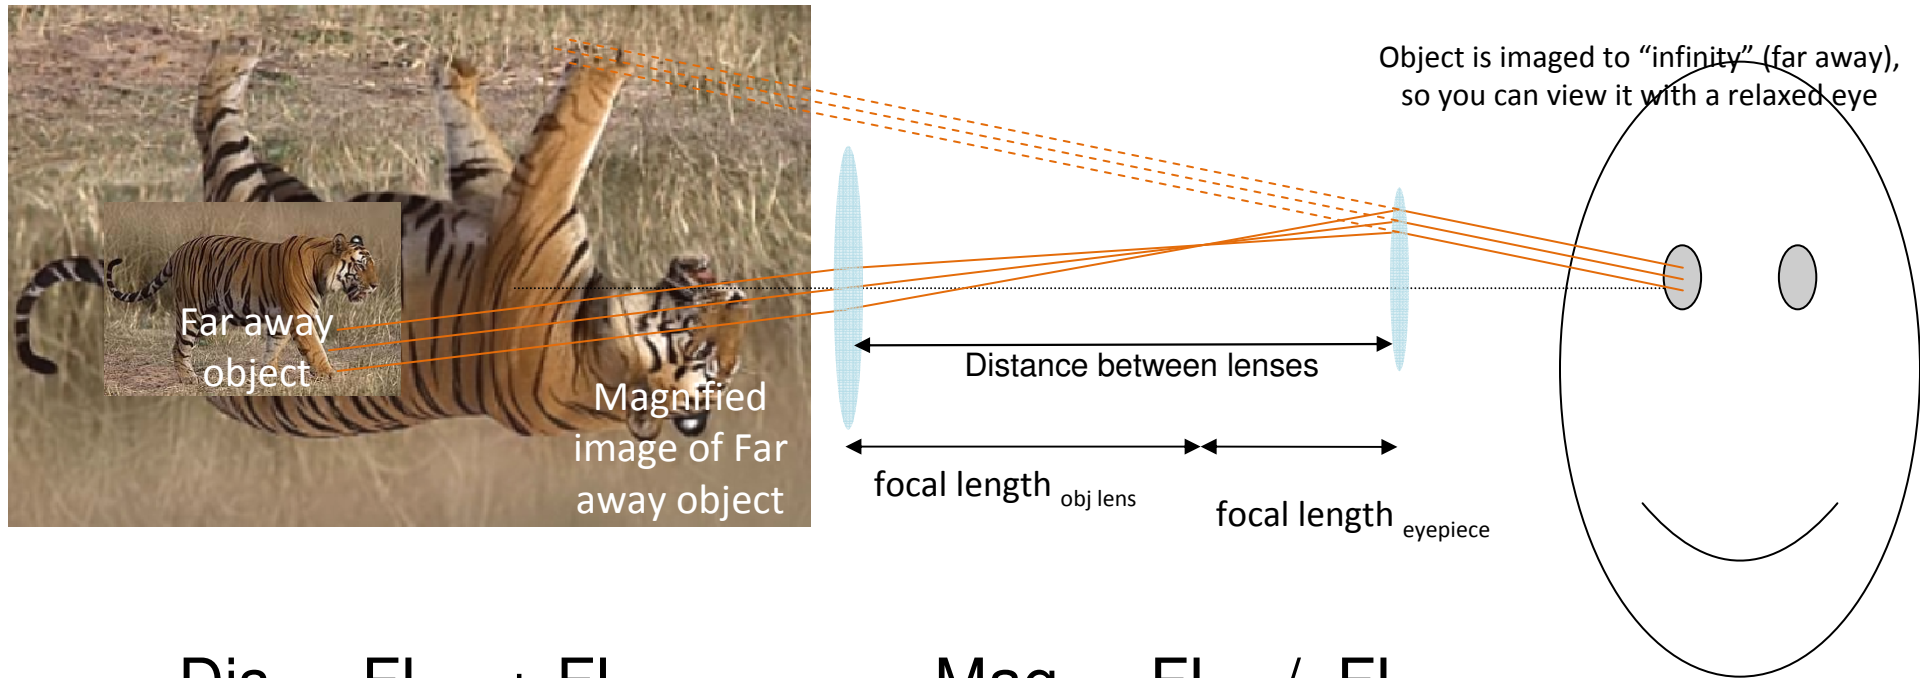 Object is imaged to “infinity” (far away),
so you can view it with a relaxed eye
Far away
object
Magnified
image of Far
away object
Distance between lenses
focal length obj lens
focal length eyepiece